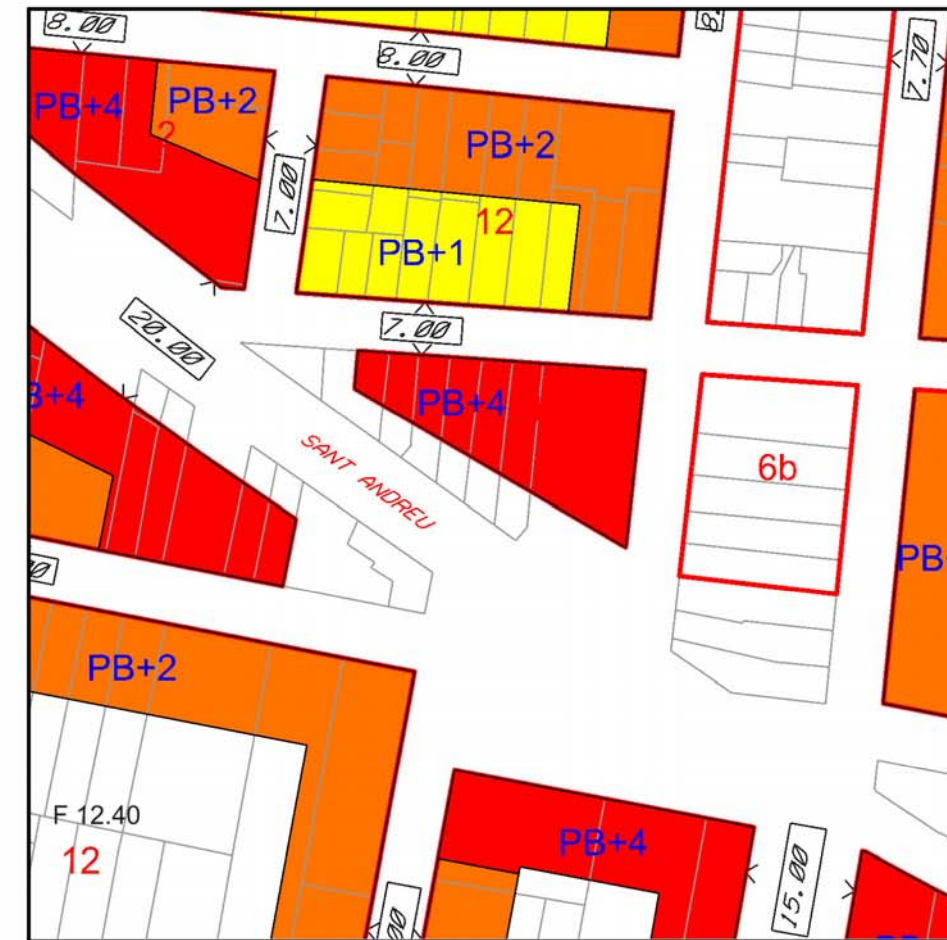 8.00
8.00
7.70
PB+4
PB+2
2
PB+2
7.00
12
PB+1
20.00
7.00
PB+4
SANT ANDREU
6b
PB
PB+2
F 12.40
12
PB+4
15.00